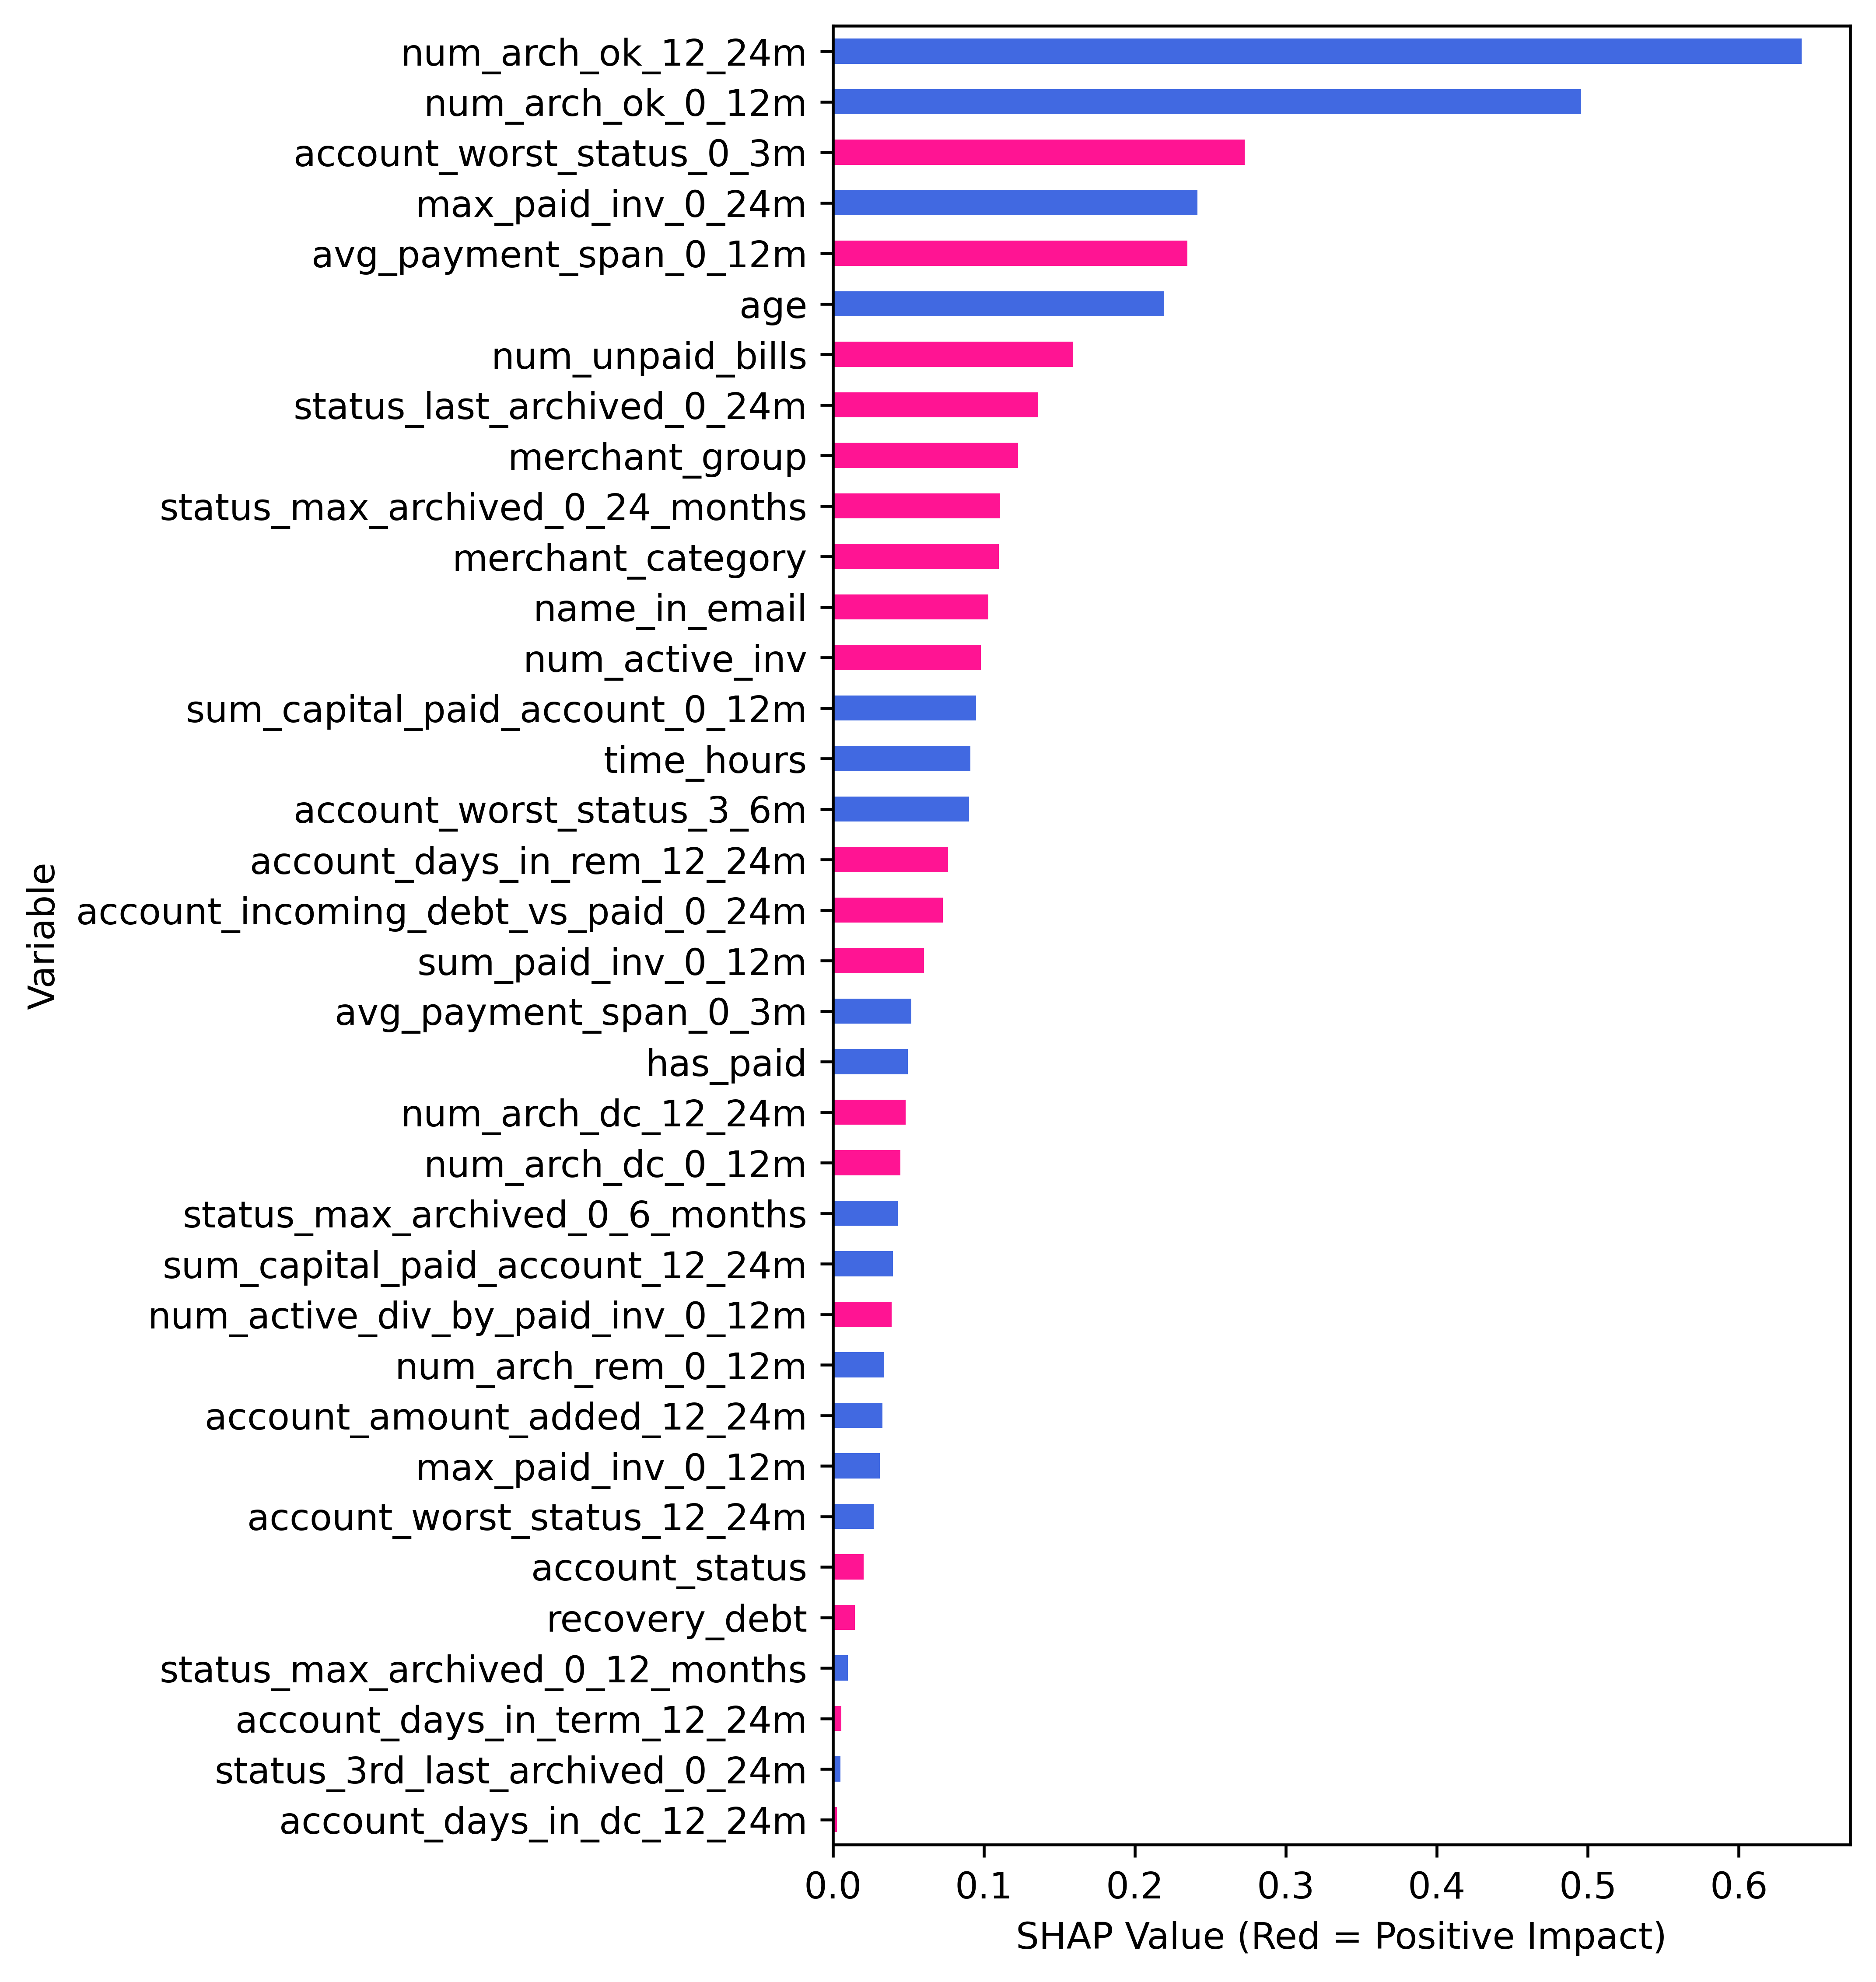 num_arch_ok_12_24m
num_arch_ok_0_12m
account_worst_status_0_3m
max_paid_inv_0_24m
avg_payment_span_0_12m
age
num_unpaid_bills
status_last_archived_0_24m
merchant_group
status_max_archived_0_24_months
merchant_category
name_in_email
num_active_inv
sum_capital_paid_account_0_12m
time_hours
account_worst_status_3_6m
account_days_in_rem_12_24m
account_incoming_debt_vs_paid_0_24m
sum_paid_inv_0_12m
avg_payment_span_0_3m
has_paid
num_arch_dc_12_24m
num_arch_dc_0_12m
status_max_archived_0_6_months
sum_capital_paid_account_12_24m
num_active_div_by_paid_inv_0_12m
num_arch_rem_0_12m
account_amount_added_12_24m
max_paid_inv_0_12m
account_worst_status_12_24m
account_status
recovery_debt
status_max_archived_0_12_months
account_days_in_term_12_24m
status_3rd_last_archived_0_24m
account_days_in_dc_12_24m
Variable
0.0 0.1 0.2 0.3 0.4 0.5 0.6
SHAP Value (Red = Positive Impact)